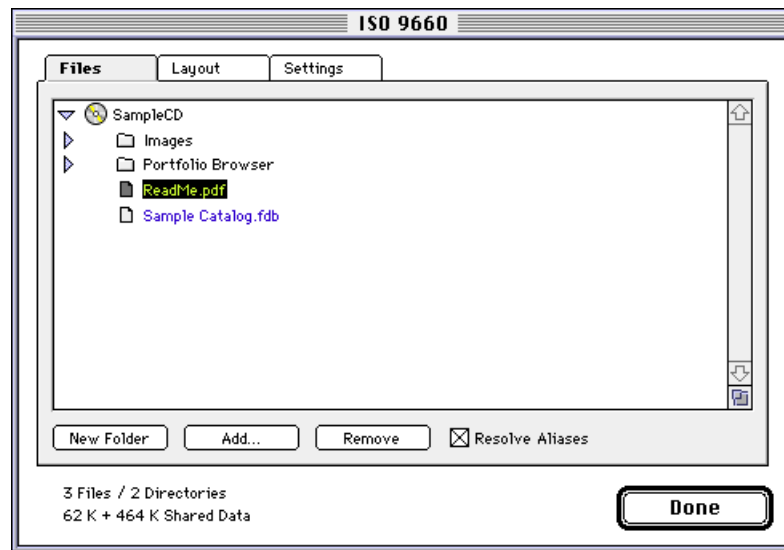 ISO 9660
Files Layout Settings
SampleCD
Images
Portfolio Browser
ReadMe.pdf
Sample Catalog.fdb
New Folder Add... Remove Resolve Aliases
3 Files / 2 Directories
62 K + 464 K Shared Data
Done